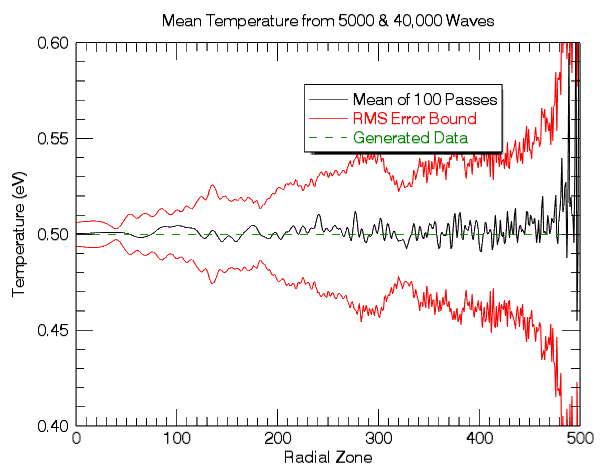 Mean Temperature from 5000 & 40,000 Waves
0.60
0.55
0.50
0.45
0.40
Temperature (eV)
Mean of 100 Passes
RMS Error Bound
Generated Data
0
100
200
300
400
500
Radial Zone